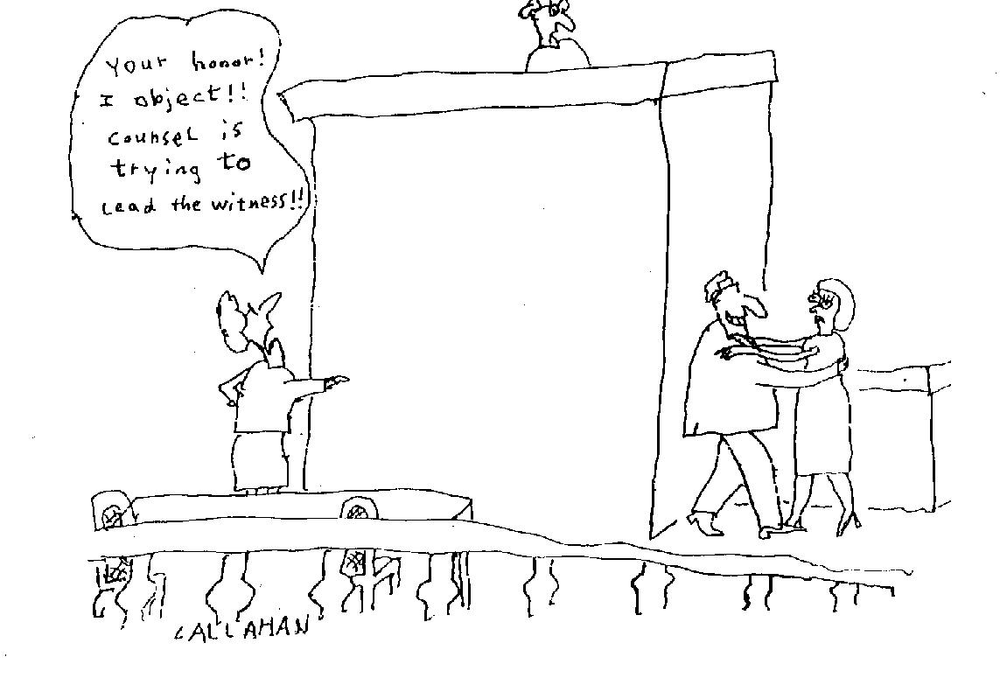 Your honor!
I object!!
counsel is
trying to
Lead the witness!!
CALLAHAN